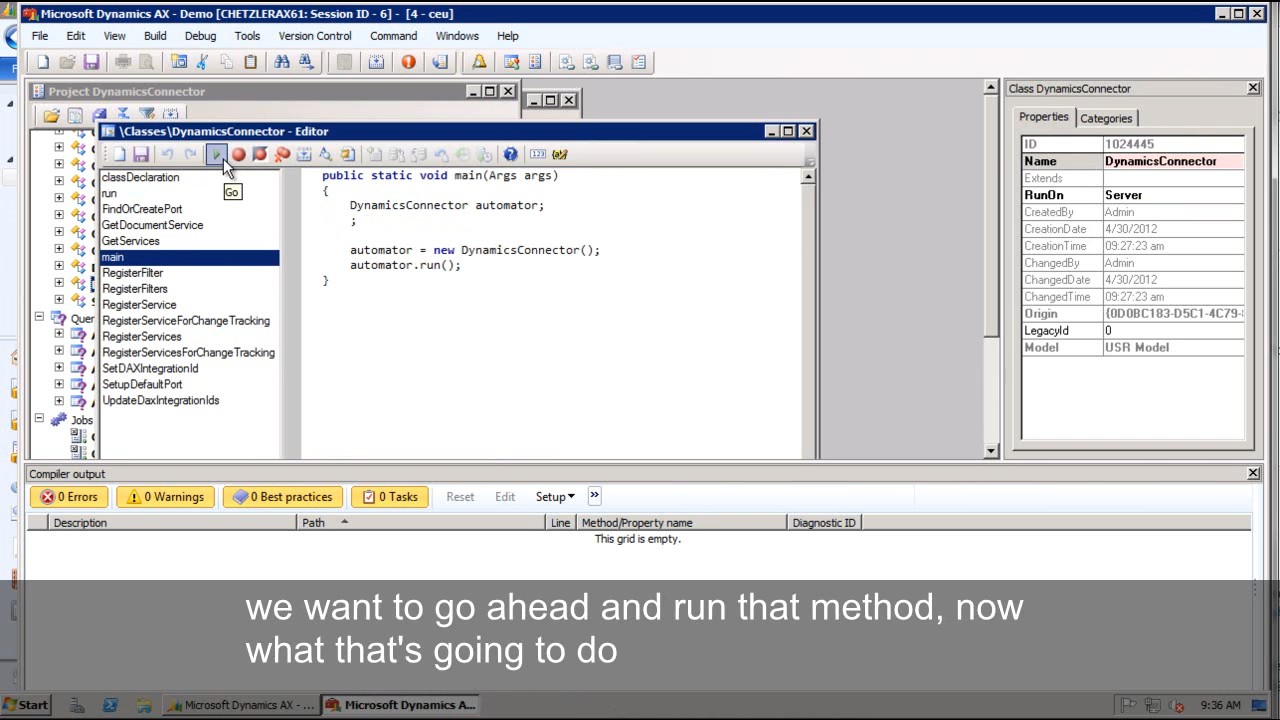 Microsoft Dynamics AX - Demo [CHETZLERAX61: Session ID - 6] - [4 - ceu]
File Edit View Build Debug Tools Version Control Command Windows Help
Project DynamicsConnector
Class DynamicsConnector
\Classes\DynamicsConnector - Editor
Properties Categories
Go
classDeclaration
run
FindOrCreatePort
GetDocumentService
GetServices
main
RegisterFilter
RegisterFilters
RegisterService
RegisterServiceForChangeTracking
RegisterServices
RegisterServicesForChangeTracking
SetDAXIntegrationId
SetupDefaultPort
UpdateDaxIntegrationIds
public static void main(Args args)
{
DynamicsConnector automator;
;
automator = new DynamicsConnector();
automator.run();
}
ID 1024445
Name DynamicsConnector
Extends
RunOn Server
CreatedBy Admin
CreationDate 4/30/2012
CreationTime 09:27:23 am
ChangedBy Admin
ChangedDate 4/30/2012
ChangedTime 09:27:23 am
Origin {0D0BC183-D5C1-4C79-
LegacyId 0
Model USR Model
Quer
Jobs
Compiler output
0 Errors 0 Warnings 0 Best practices 0 Tasks Reset Edit Setup
Description Path Line Method/Property name Diagnostic ID
This grid is empty.
we want to go ahead and run that method, now
what that's going to do
Start Microsoft Dynamics AX - ... Microsoft Dynamics A... 9:36 AM